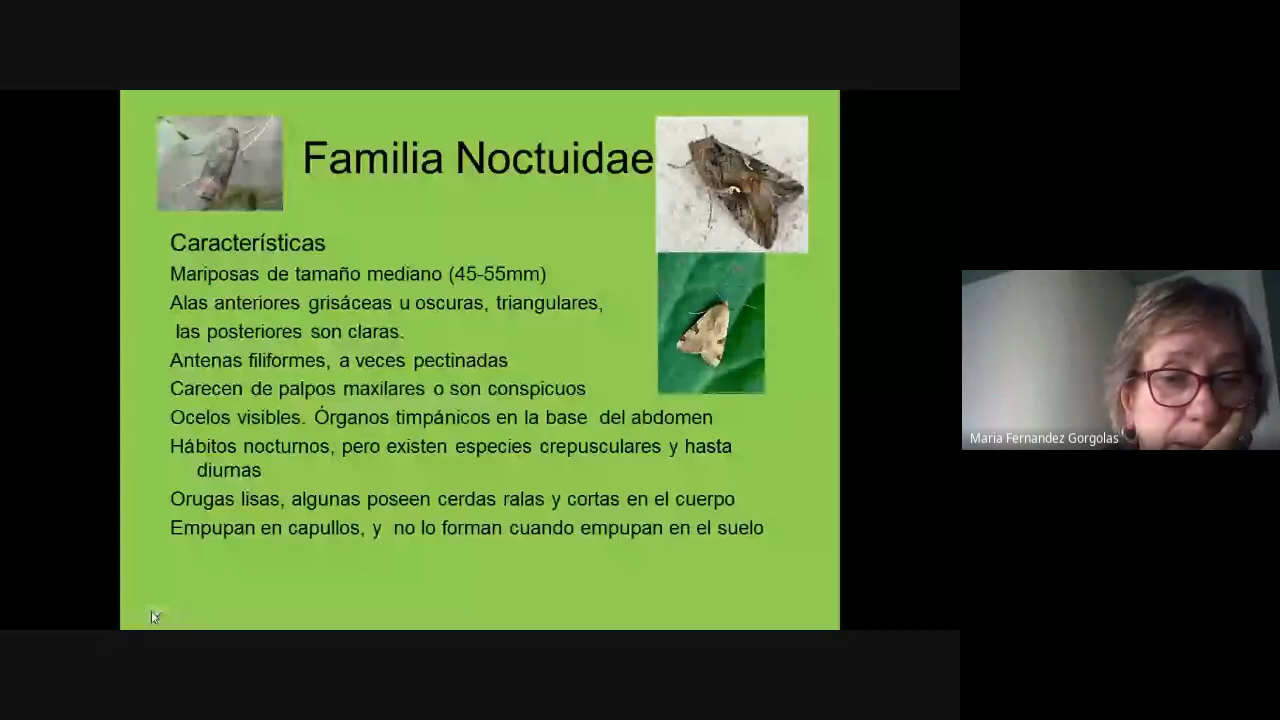 Familia Noctuidae
Características
Mariposas de tamaño mediano (45-55mm)
Alas anteriores grisáceas u oscuras, triangulares,
las posteriores son claras.
Antenas filiformes, a veces pectinadas
Carecen de palpos maxilares o son conspicuos
Ocelos visibles. Órganos timpánicos en la base del abdomen
Hábitos nocturnos, pero existen especies crepusculares y hasta
diurnas
Orugas lisas, algunas poseen cerdas ralas y cortas en el cuerpo
Empupan en capullos, y no lo forman cuando empupan en el suelo
Maria Fernandez Gorgolas